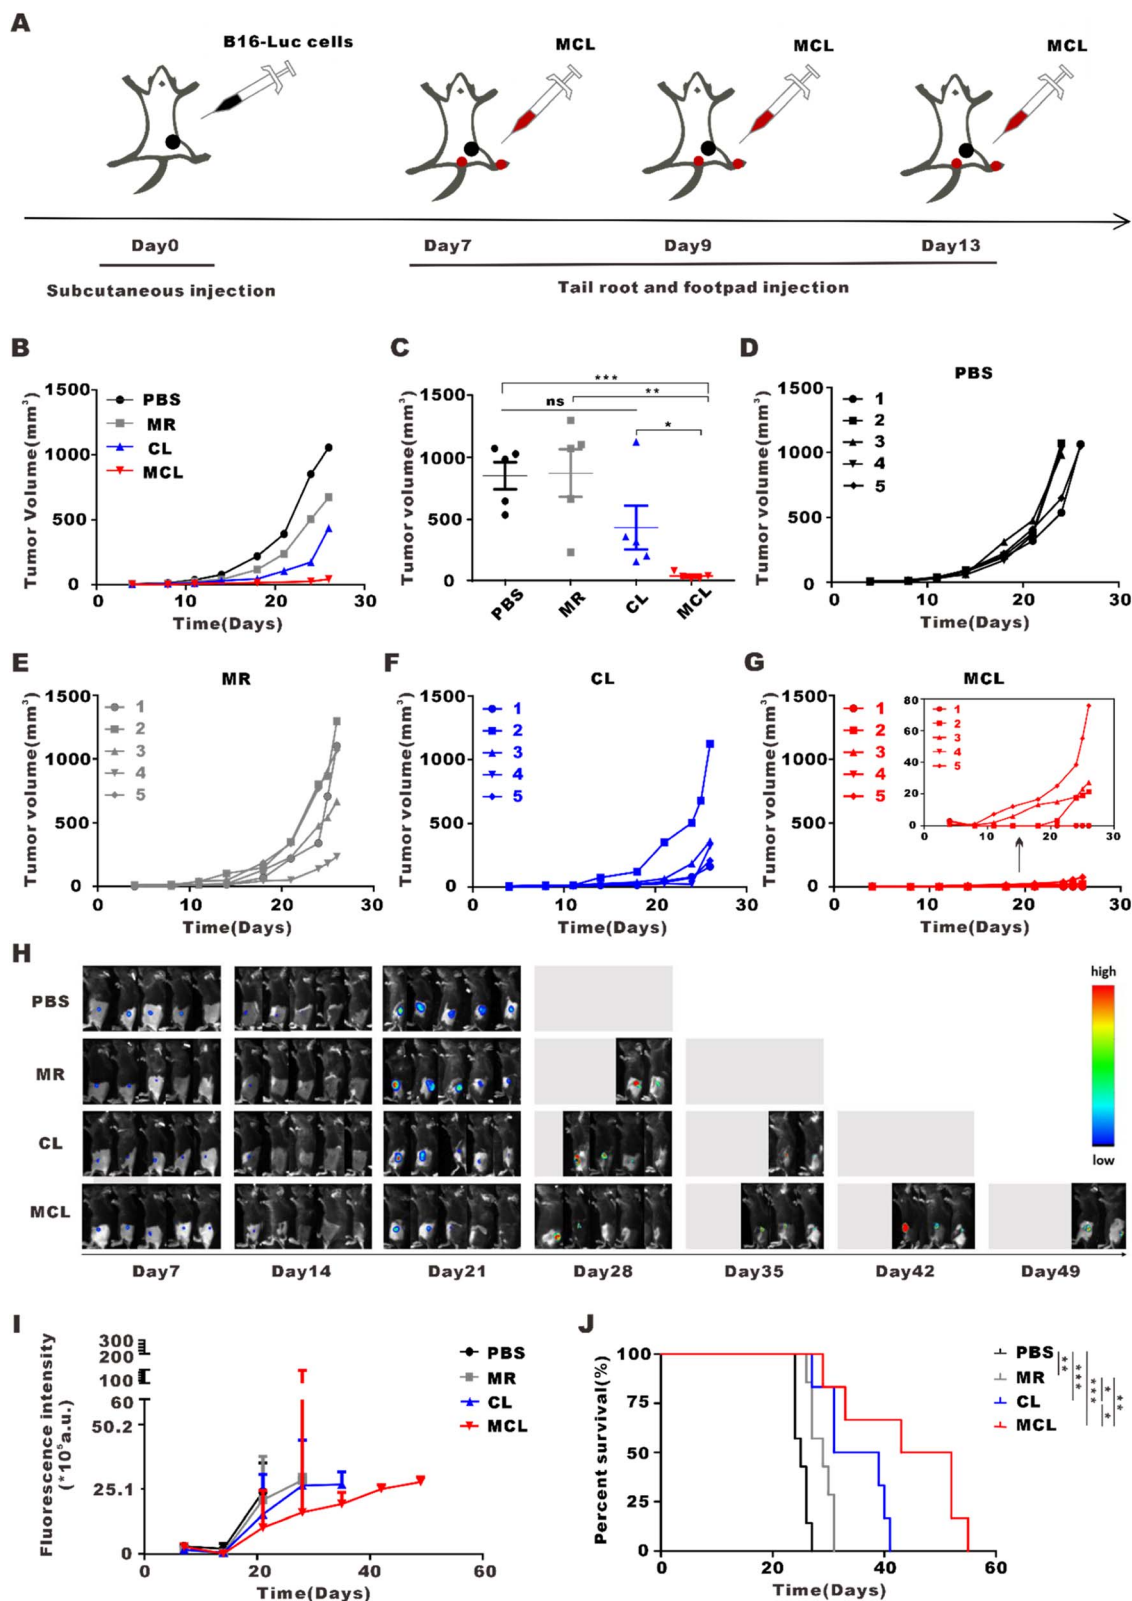 A
B16-Luc cells
MCL
MCL
MCL
Day0
Day7
Day9
Day13
Subcutaneous injection
Tail root and footpad injection
B
Tumor Volume(mm³)
1500
1000
500
0
0 10 20 30
Time(Days)
PBS
MR
CL
MCL
C
Tumor volume(mm³)
1500
1000
500
0
***
**
ns
*
PBS MR CL MCL
D
PBS
Tumor volume(mm³)
1500
1000
500
0
0 10 20 30
Time(Days)
1
2
3
4
5
E
MR
Tumor volume(mm³)
1500
1000
500
0
0 10 20 30
Time(Days)
1
2
3
4
5
F
CL
Tumor volume(mm³)
1500
1000
500
0
0 10 20 30
Time(Days)
1
2
3
4
5
G
MCL
Tumor volume(mm³)
1500
1000
500
0
0 10 20 30
Time(Days)
1
2
3
4
5
80
60
40
20
0
0 10 20 30
1
2
3
4
5
H
PBS
MR
CL
MCL
Day7 Day14 Day21 Day28 Day35 Day42 Day49
high
low
I
Fluorescence intensity
(*10⁵a.u.)
300
200
100
60
50.2
25.1
0
0 20 40 60
Time(Days)
PBS
MR
CL
MCL
J
Percent survival(%)
100
75
50
25
0
0 20 40 60
Time(Days)
PBS
MR
CL
MCL
**
***
***
*
*
**